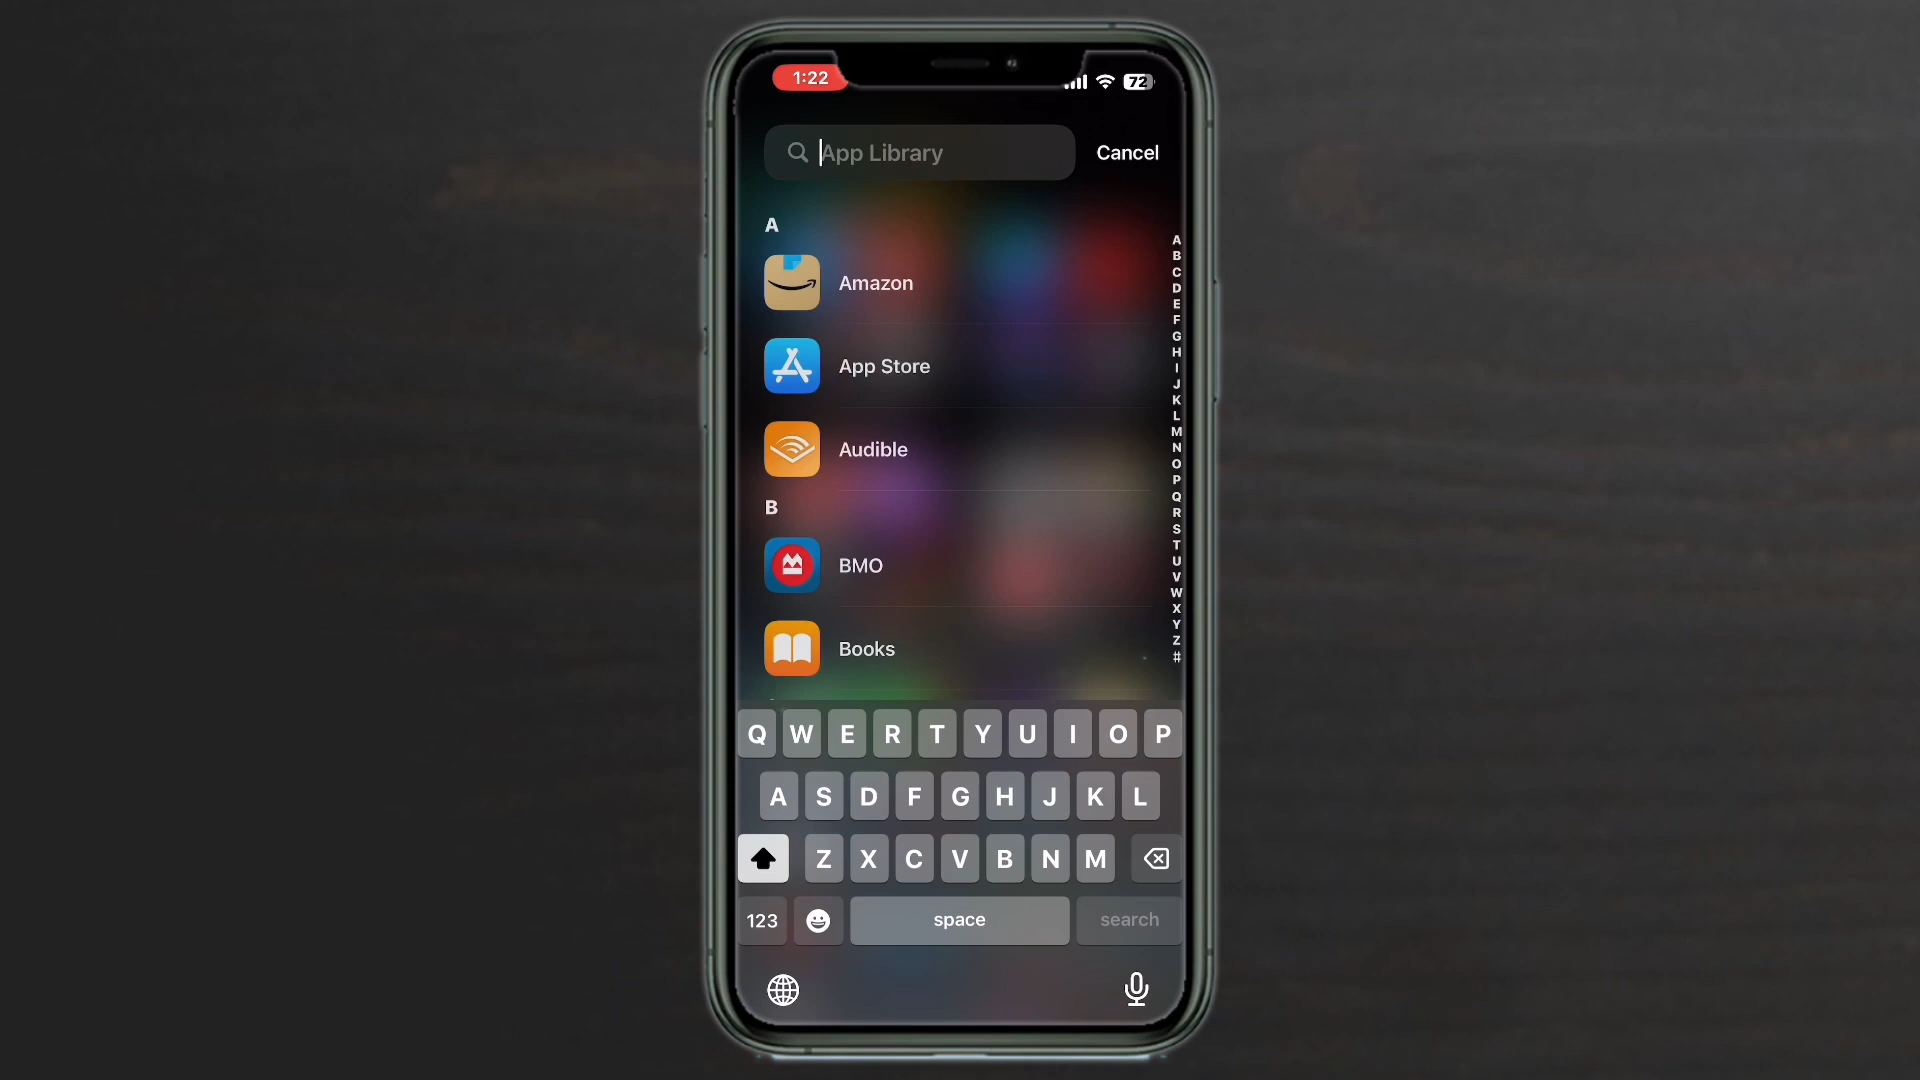 1:22
72
App Library
Cancel
A
Amazon
App Store
Audible
B
BMO
Books
A
B
C
D
E
F
G
H
I
J
K
L
M
N
O
P
Q
R
S
T
U
V
W
X
Y
Z
#
Q W E R T Y U I O P
A S D F G H J K L
Z X C V B N M
123 space search